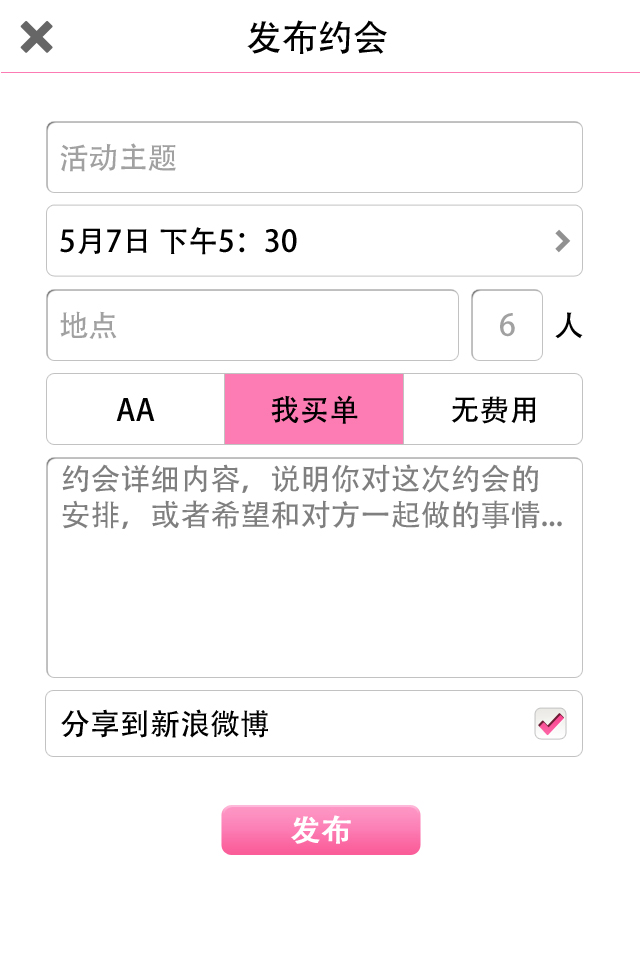 发布约会
活动主题
5月7日 下午5：30
地点 6 人
AA 我买单 无费用
约会详细内容，说明你对这次约会的
安排，或者希望和对方一起做的事情...
分享到新浪微博
发布